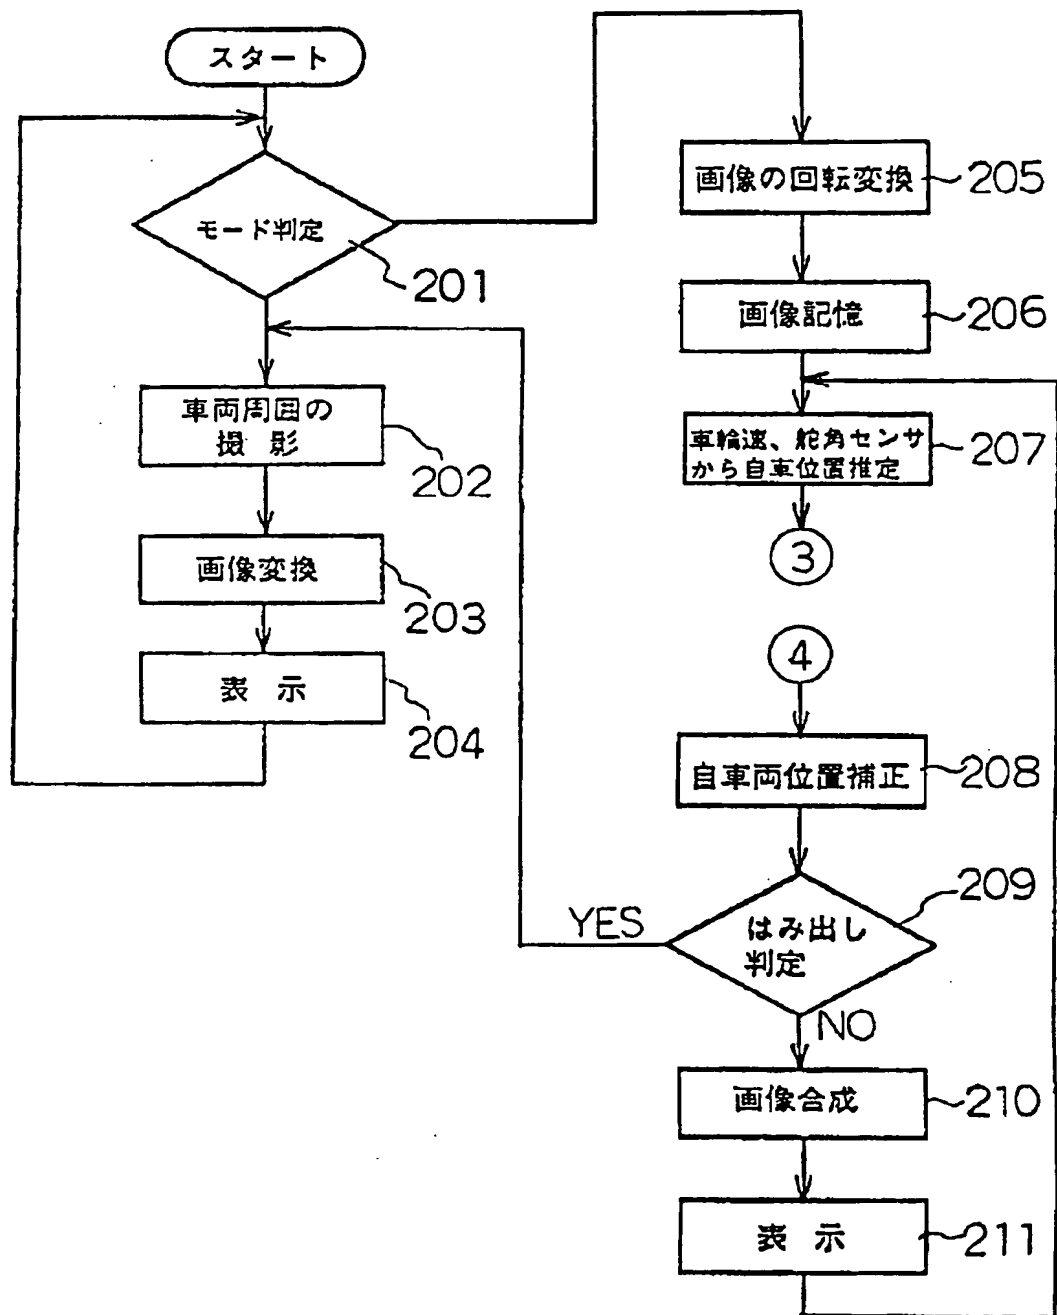 スタート
モード判定
201
車両周囲の
撮 影
202
画像変換
203
表 示
204
画像の回転変換
205
画像記憶
206
車輪速、舵角センサ
から自車位置推定
207
3
4
自車両位置補正
208
はみ出し
判定
209
YES
NO
画像合成
210
表 示
211